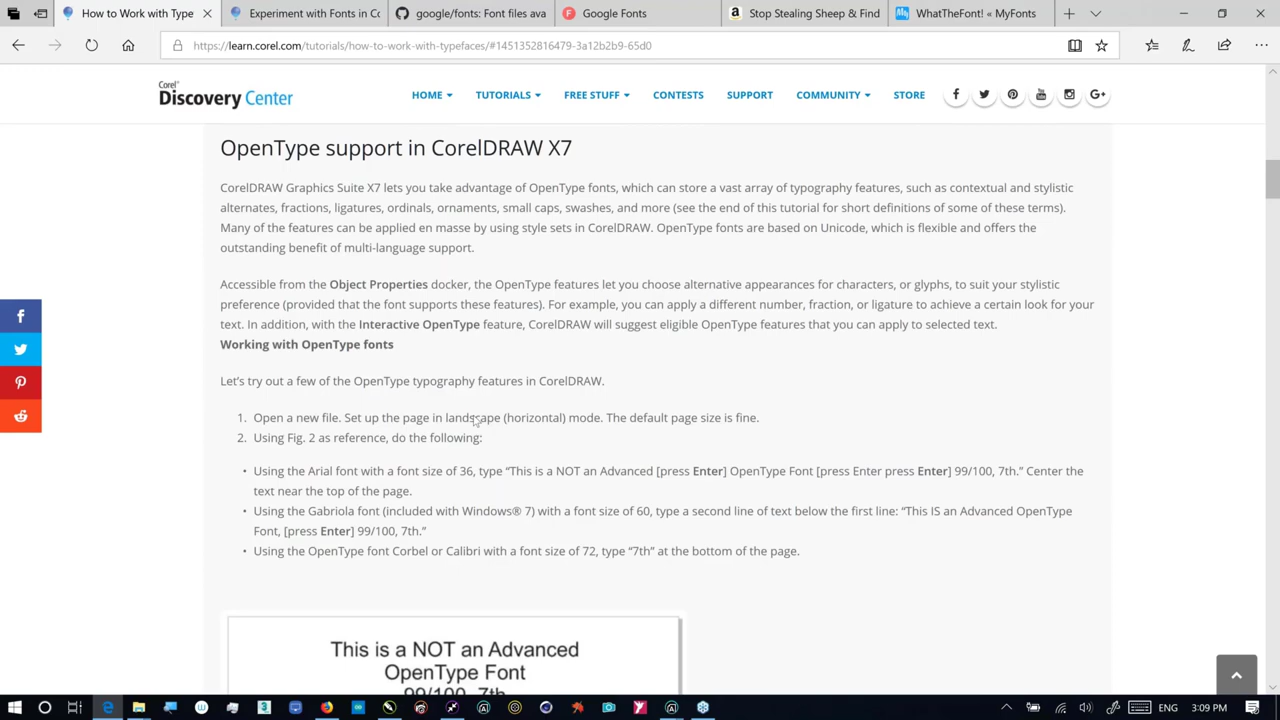 How to Work with Type
Experiment with Fonts in Co
google/fonts: Font files ava
Google Fonts
Stop Stealing Sheep & Find
WhatTheFont! « MyFonts
https://learn.corel.com/tutorials/how-to-work-with-typefaces/#1451352816479-3a12b2b9-65d0
Corel®
Discovery Center
HOME TUTORIALS FREE STUFF CONTESTS SUPPORT COMMUNITY STORE
OpenType support in CorelDRAW X7
CorelDRAW Graphics Suite X7 lets you take advantage of OpenType fonts, which can store a vast array of typography features, such as contextual and stylistic
alternates, fractions, ligatures, ordinals, ornaments, small caps, swashes, and more (see the end of this tutorial for short definitions of some of these terms).
Many of the features can be applied en masse by using style sets in CorelDRAW. OpenType fonts are based on Unicode, which is flexible and offers the
outstanding benefit of multi-language support.
Accessible from the Object Properties docker, the OpenType features let you choose alternative appearances for characters, or glyphs, to suit your stylistic
preference (provided that the font supports these features). For example, you can apply a different number, fraction, or ligature to achieve a certain look for your
text. In addition, with the Interactive OpenType feature, CorelDRAW will suggest eligible OpenType features that you can apply to selected text.
Working with OpenType fonts
Let's try out a few of the OpenType typography features in CorelDRAW.
1. Open a new file. Set up the page in landscape (horizontal) mode. The default page size is fine.
2. Using Fig. 2 as reference, do the following:
• Using the Arial font with a font size of 36, type “This is a NOT an Advanced [press Enter] OpenType Font [press Enter press Enter] 99/100, 7th.” Center the
text near the top of the page.
• Using the Gabriola font (included with Windows® 7) with a font size of 60, type a second line of text below the first line: “This IS an Advanced OpenType
Font, [press Enter] 99/100, 7th.”
• Using the OpenType font Corbel or Calibri with a font size of 72, type “7th” at the bottom of the page.
This is a NOT an Advanced
OpenType Font
99/100, 7th
ENG 3:09 PM